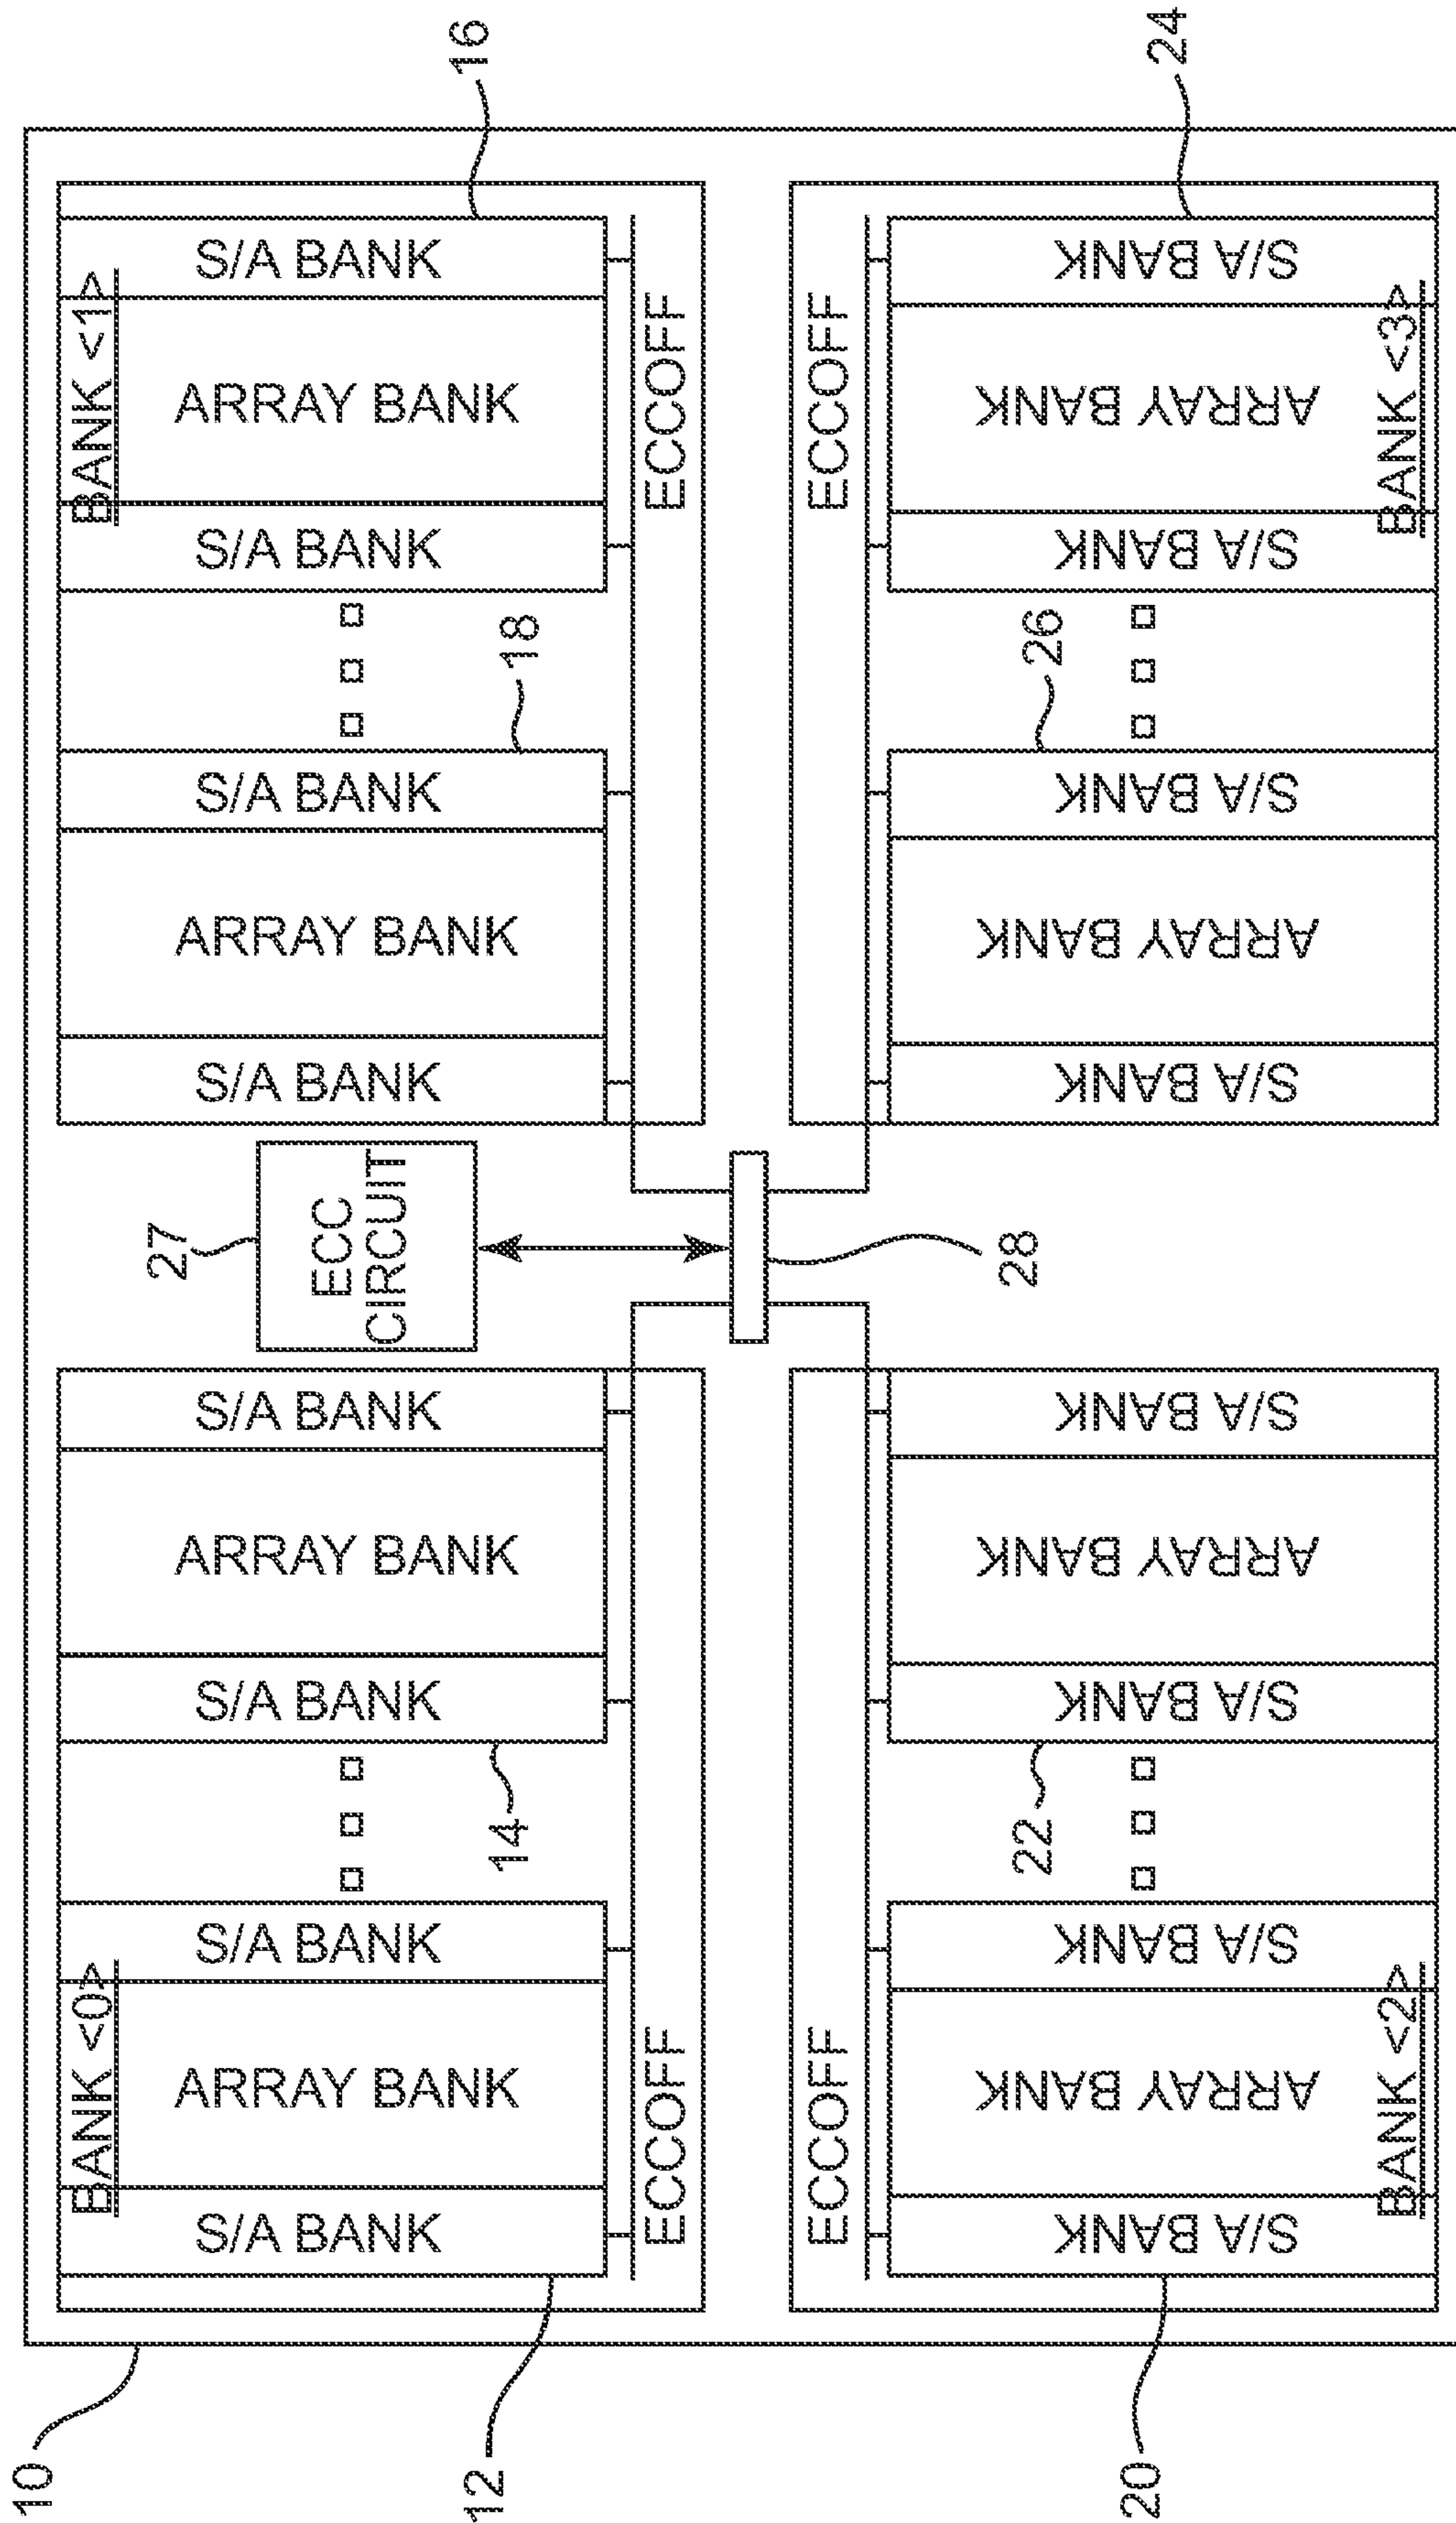 10
BANK <0>
BANK <1>
S/A BANK
ARRAY BANK
S/A BANK
S/A BANK
ARRAY BANK
S/A BANK
27
ECC
CIRCUIT
S/A BANK
ARRAY BANK
S/A BANK
S/A BANK
ARRAY BANK
S/A BANK
12
14
18
16
ECCOFF
ECCOFF
28
ECCOFF
ECCOFF
20
22
26
24
S/A BANK
ARRAY BANK
S/A BANK
S/A BANK
ARRAY BANK
S/A BANK
S/A BANK
ARRAY BANK
S/A BANK
S/A BANK
ARRAY BANK
S/A BANK
BANK <2>
BANK <3>